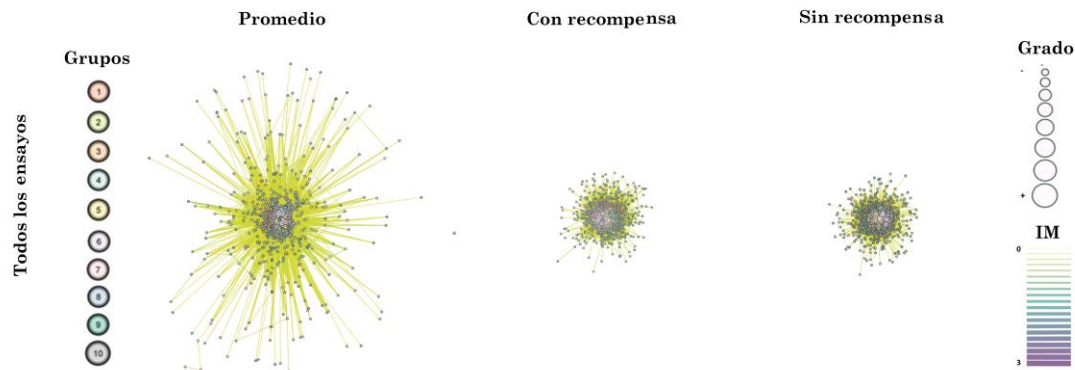 Promedio
Con recompensa
Sin recompensa
Grupos
Grado
Todos los ensayos
1
2
3
4
5
6
7
8
9
10
-
+
IM
0
3